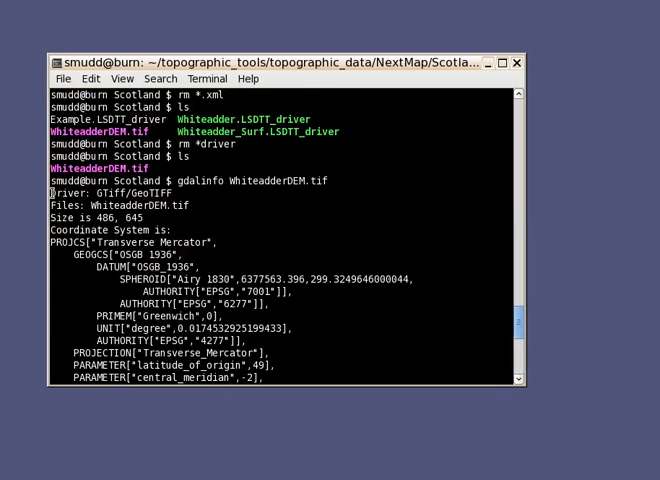 smudd@burn: ~/topographic_tools/topographic_data/NextMap/Scotla...
File Edit View Search Terminal Help
smudd@burn Scotland $ rm *.xml
smudd@burn Scotland $ ls
Example.LSDTT_driver  Whiteadder.LSDTT_driver
WhiteadderDEM.tif     Whiteadder_Surf.LSDTT_driver
smudd@burn Scotland $ rm *driver
smudd@burn Scotland $ ls
WhiteadderDEM.tif
smudd@burn Scotland $ gdalinfo WhiteadderDEM.tif
Driver: GTiff/GeoTIFF
Files: WhiteadderDEM.tif
Size is 486, 645
Coordinate System is:
PROJCS["Transverse Mercator",
    GEOGCS["OSGB 1936",
        DATUM["OSGB_1936",
            SPHEROID["Airy 1830",6377563.396,299.3249646000044,
                AUTHORITY["EPSG","7001"]],
            AUTHORITY["EPSG","6277"]],
        PRIMEM["Greenwich",0],
        UNIT["degree",0.0174532925199433],
        AUTHORITY["EPSG","4277"]],
    PROJECTION["Transverse_Mercator"],
    PARAMETER["latitude_of_origin",49],
    PARAMETER["central_meridian",-2],